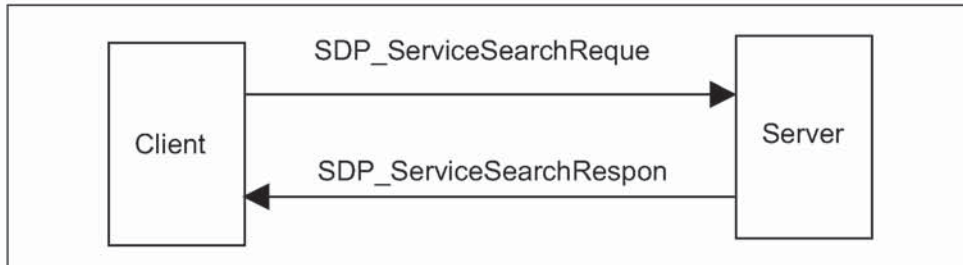 SDP_ServiceSearchReque
Client
Server
SDP_ServiceSearchRespon